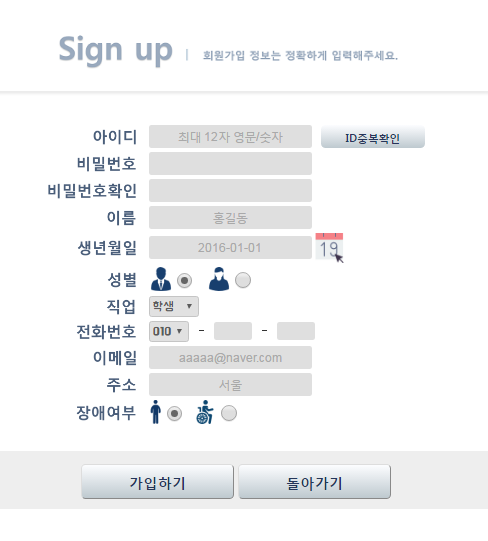 Sign up | 회원가입 정보는 정확하게 입력해주세요.
아이디 최대 12자 영문/숫자 ID중복확인
비밀번호
비밀번호확인
이름 홍길동
생년월일 2016-01-01 19
성별
직업 학생
전화번호 010 - -
이메일 aaaaa@naver.com
주소 서울
장애여부
가입하기 돌아가기